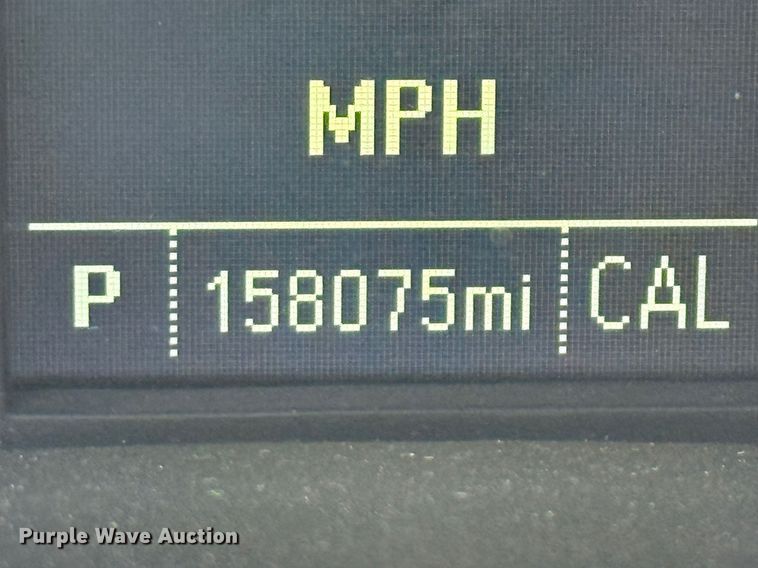 MPH
P 158075mi CAL
Purple Wave Auction